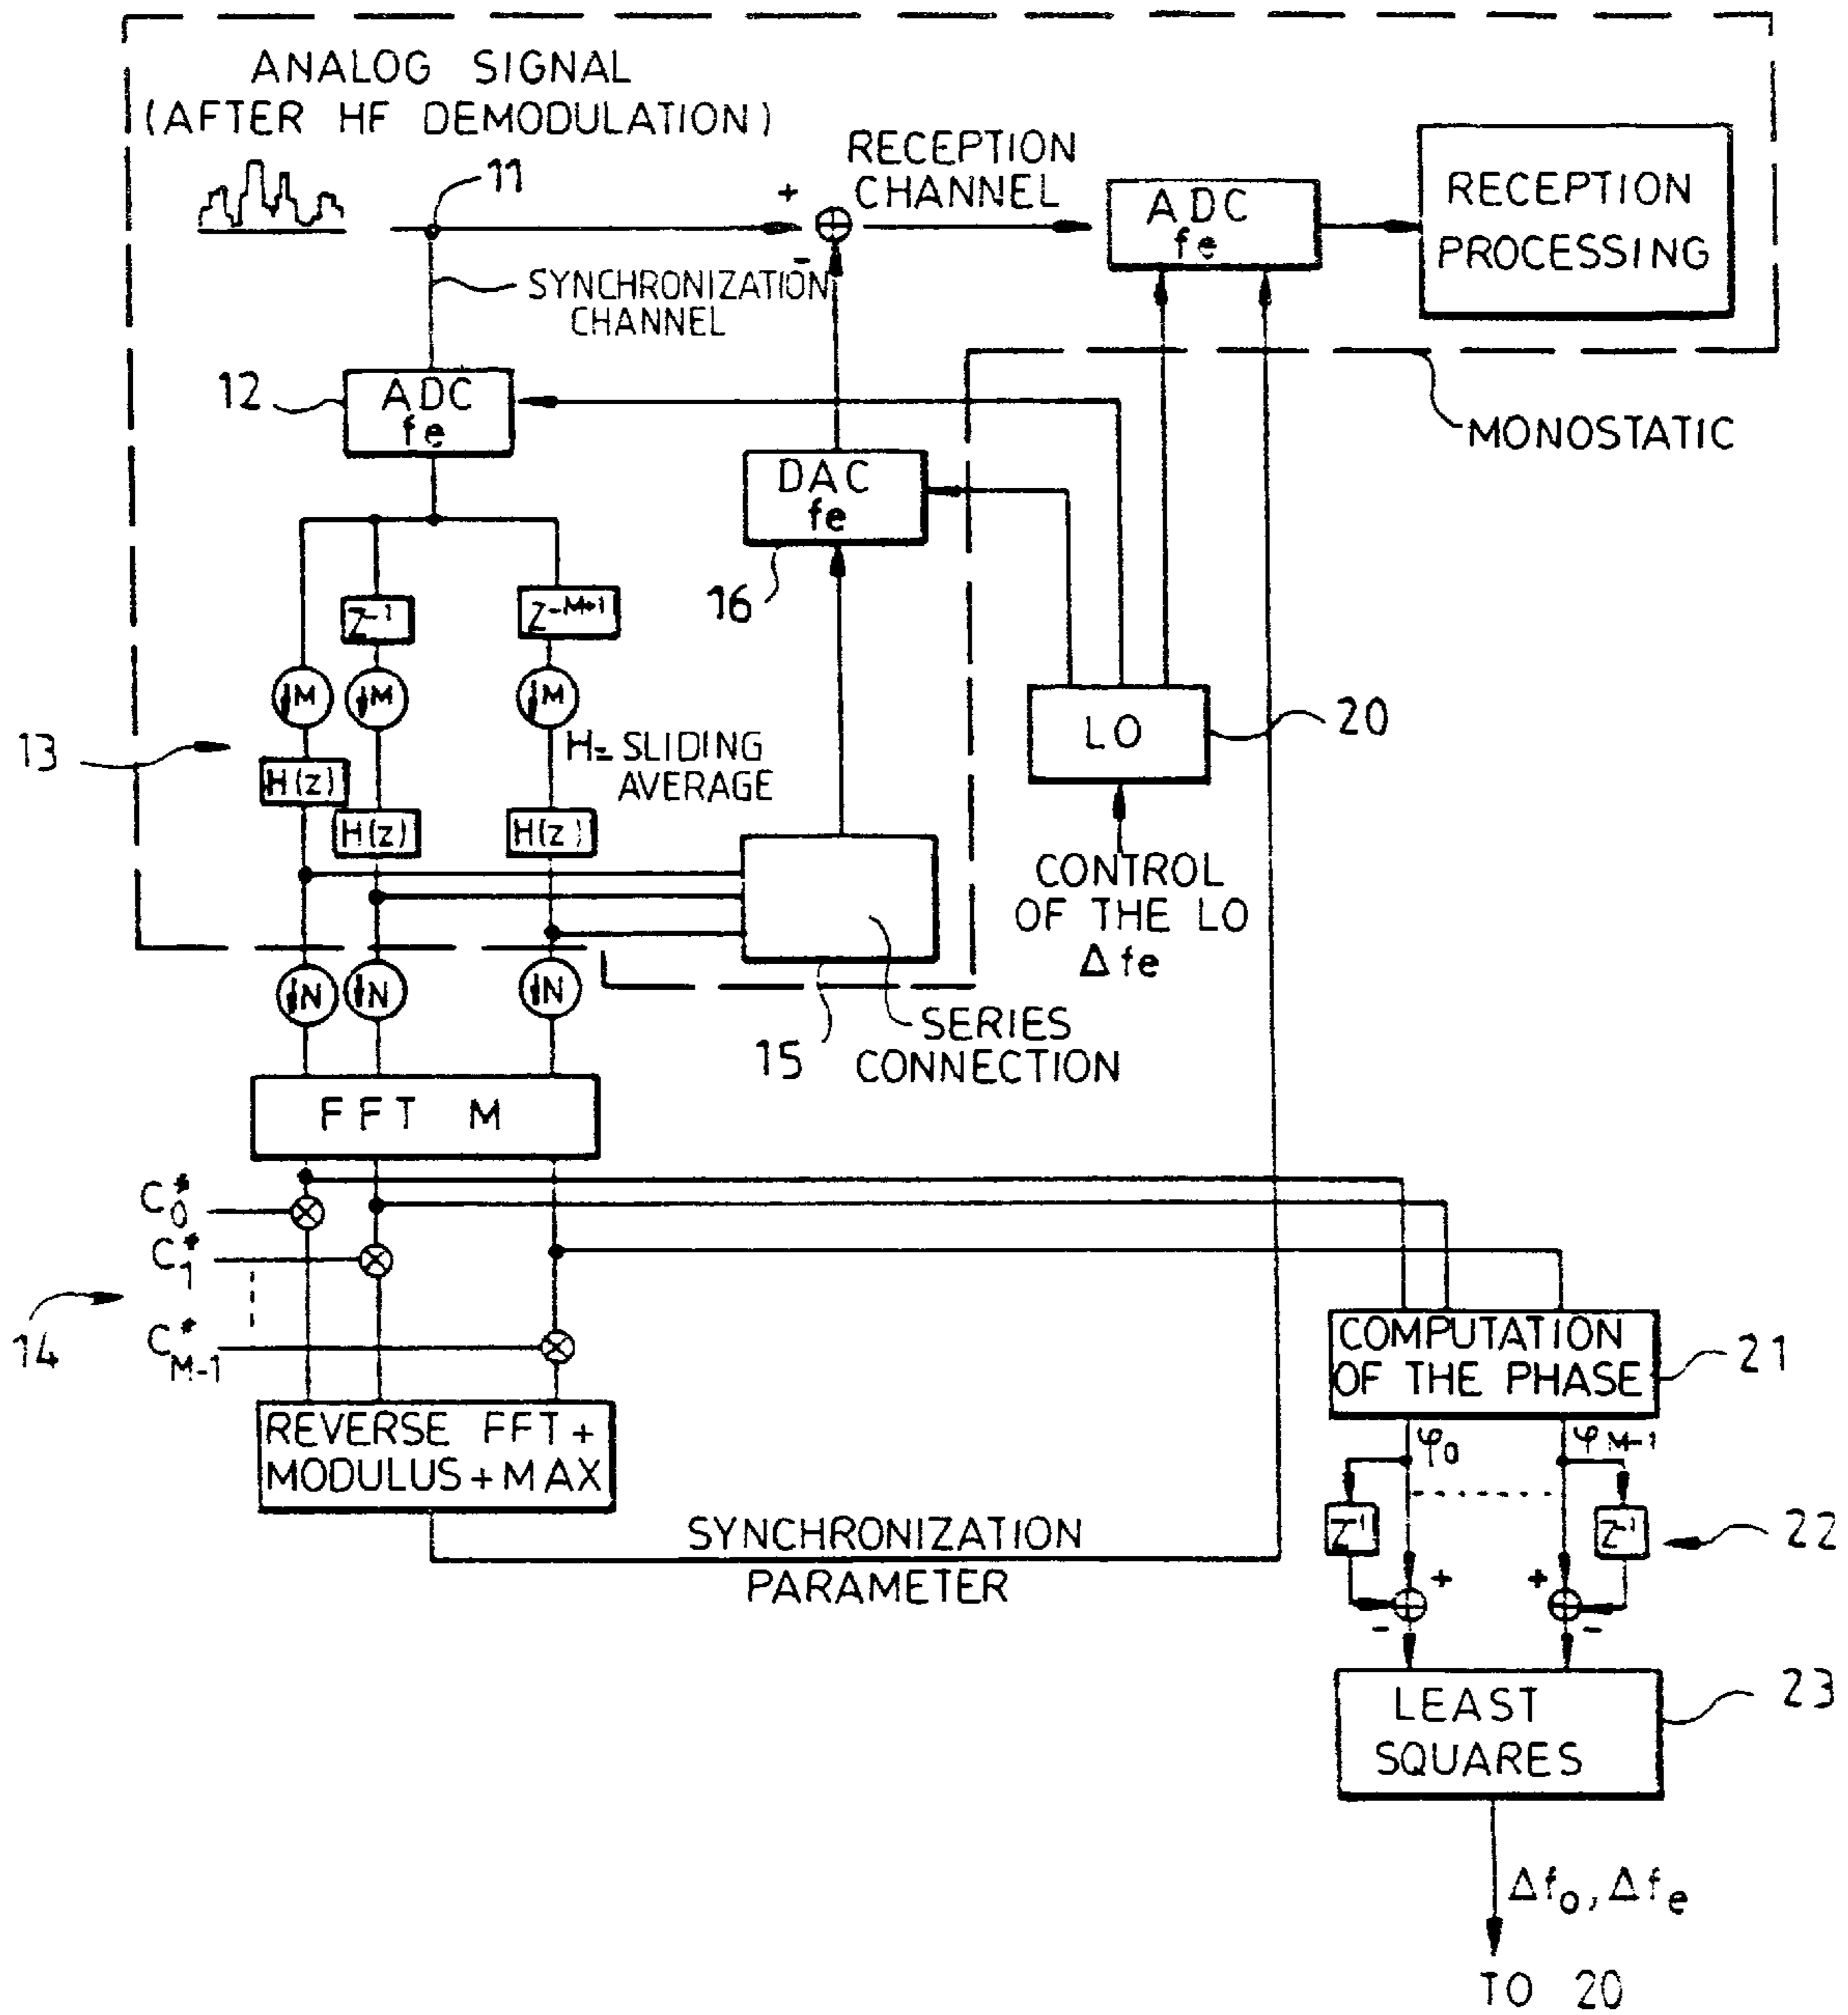 ANALOG SIGNAL
(AFTER HF DEMODULATION)
11
+
-
RECEPTION
CHANNEL
ADC
fe
RECEPTION
PROCESSING
SYNCHRONIZATION
CHANNEL
12
ADC
fe
MONOSTATIC
DAC
fe
16
Z-1
Z-M+1
↓M
↓M
↓M
LO
20
13
H= SLIDING
AVERAGE
H(z)
H(z)
H(z)
CONTROL
OF THE LO
Δfe
↓N
↓N
↓N
15
SERIES
CONNECTION
FFT M
C0*
C1*
14
C*M-1
COMPUTATION
OF THE PHASE
21
REVERSE FFT+
MODULUS+MAX
φ0
φM-1
Z-1
Z-1
22
SYNCHRONIZATION
PARAMETER
+
+
-
-
LEAST
SQUARES
23
Δfo, Δfe
TO 20